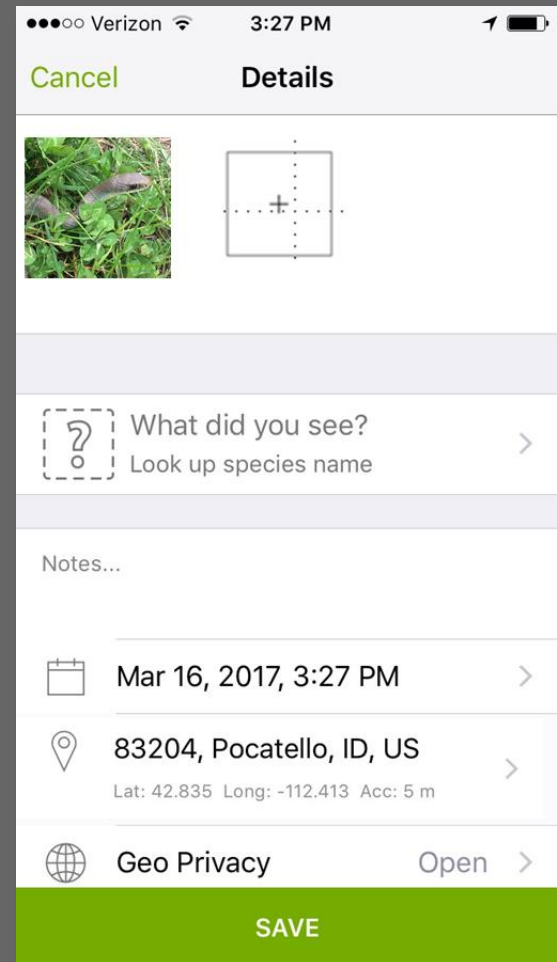 Verizon 3:27 PM
Cancel Details
What did you see?
Look up species name
Notes...
Mar 16, 2017, 3:27 PM
83204, Pocatello, ID, US
Lat: 42.835 Long: -112.413 Acc: 5 m
Geo Privacy Open
SAVE